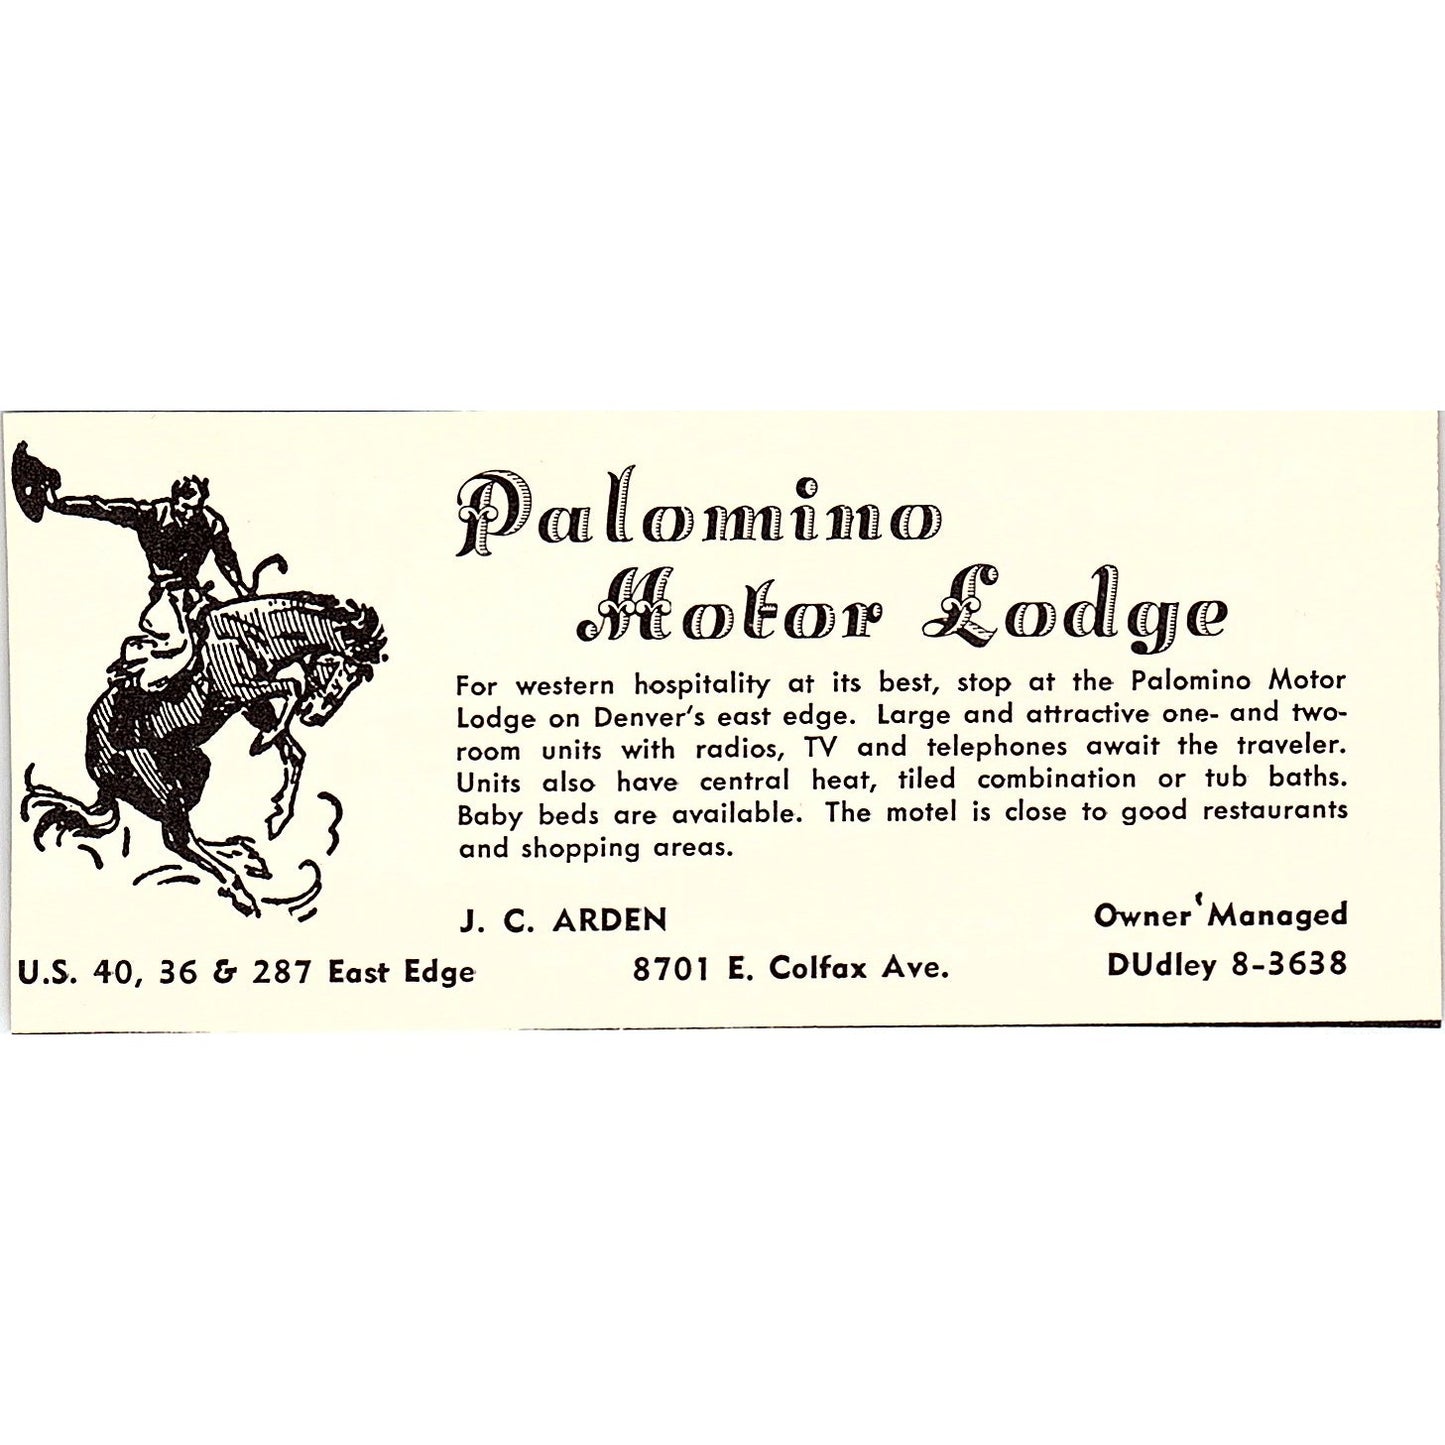 Palomino
Motor Lodge
For western hospitality at its best, stop at the Palomino Motor
Lodge on Denver's east edge. Large and attractive one- and two-
room units with radios, TV and telephones await the traveler.
Units also have central heat, tiled combination or tub baths.
Baby beds are available. The motel is close to good restaurants
and shopping areas.
J. C. ARDEN Owner'Managed
U.S. 40, 36 & 287 East Edge 8701 E. Colfax Ave. DUdley 8-3638